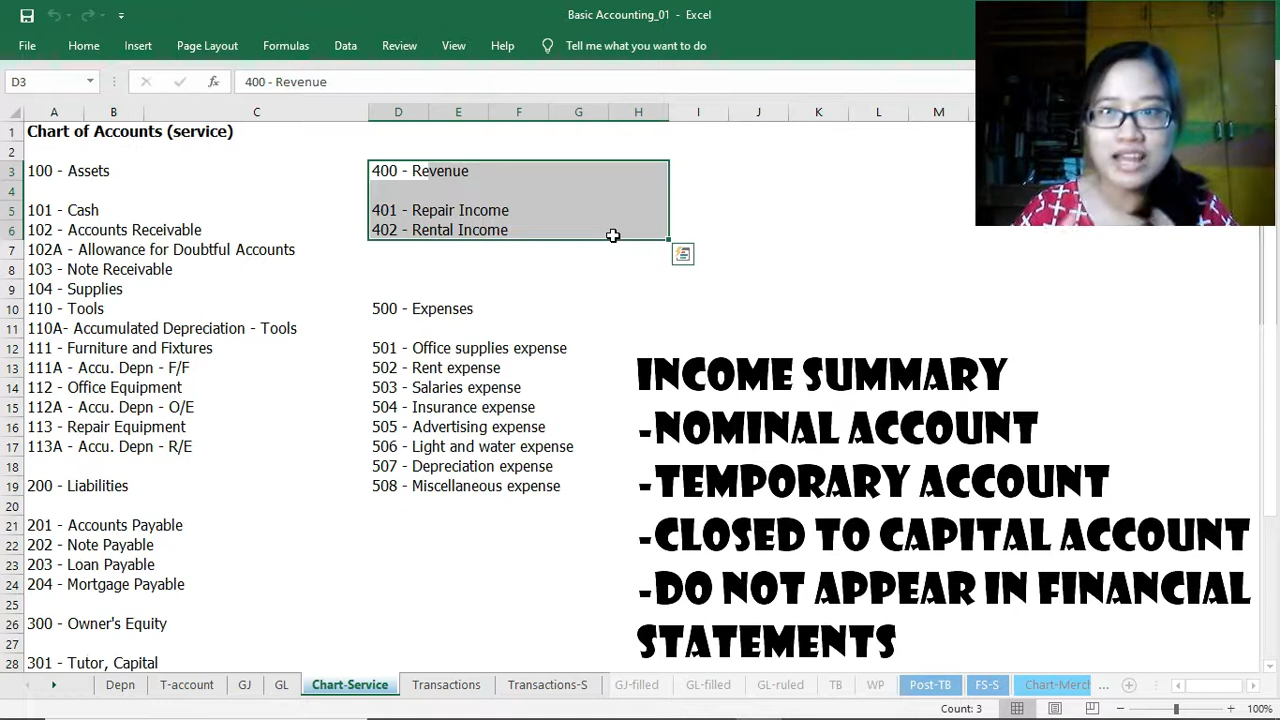 Basic Accounting_01 - Excel
File Home Insert Page Layout Formulas Data Review View Help Tell me what you want to do
D3 fx 400 - Revenue
A B C D E F G H I J K L M
1 Chart of Accounts (service)
2
3 100 - Assets 400 - Revenue
4
5 101 - Cash 401 - Repair Income
6 102 - Accounts Receivable 402 - Rental Income
7 102A - Allowance for Doubtful Accounts
8 103 - Note Receivable
9 104 - Supplies
10 110 - Tools 500 - Expenses
11 110A- Accumulated Depreciation - Tools
12 111 - Furniture and Fixtures 501 - Office supplies expense
13 111A - Accu. Depn - F/F 502 - Rent expense
14 112 - Office Equipment 503 - Salaries expense
15 112A - Accu. Depn - O/E 504 - Insurance expense
16 113 - Repair Equipment 505 - Advertising expense
17 113A - Accu. Depn - R/E 506 - Light and water expense
18 507 - Depreciation expense
19 200 - Liabilities 508 - Miscellaneous expense
20
21 201 - Accounts Payable
22 202 - Note Payable
23 203 - Loan Payable
24 204 - Mortgage Payable
25
26 300 - Owner's Equity
27
28 301 - Tutor, Capital
INCOME SUMMARY
-NOMINAL ACCOUNT
-TEMPORARY ACCOUNT
-CLOSED TO CAPITAL ACCOUNT
-DO NOT APPEAR IN FINANCIAL
STATEMENTS
Depn T-account GJ GL Chart-Service Transactions Transactions-S GJ-filled GL-filled GL-ruled TB WP Post-TB FS-S Chart-Merch ...
Count: 3 100%